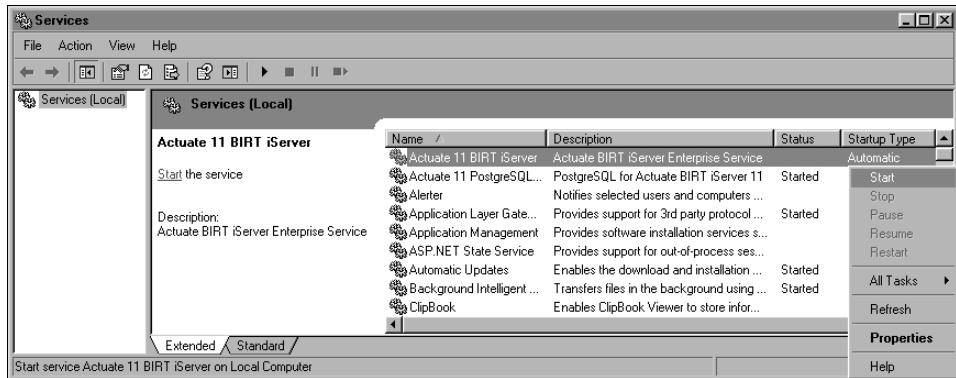 Services
File Action View Help
Services (Local)
Services (Local)
Actuate 11 BIRT iServer
Start the service
Description:
Actuate BIRT iServer Enterprise Service
Name Description Status Startup Type
Actuate 11 BIRT iServer Actuate BIRT iServer Enterprise Service Automatic
Actuate 11 PostgreSQL... PostgreSQL for Actuate BIRT iServer 11 Started
Alerter Notifies selected users and computers ...
Application Layer Gate... Provides support for 3rd party protocol ... Started
Application Management Provides software installation services s...
ASP.NET State Service Provides support for out-of-process ses...
Automatic Updates Enables the download and installation ... Started
Background Intelligent ... Transfers files in the background using ... Started
ClipBook Enables ClipBook Viewer to store infor...
Start
Stop
Pause
Resume
Restart
All Tasks
Refresh
Properties
Help
Extended Standard
Start service Actuate 11 BIRT iServer on Local Computer